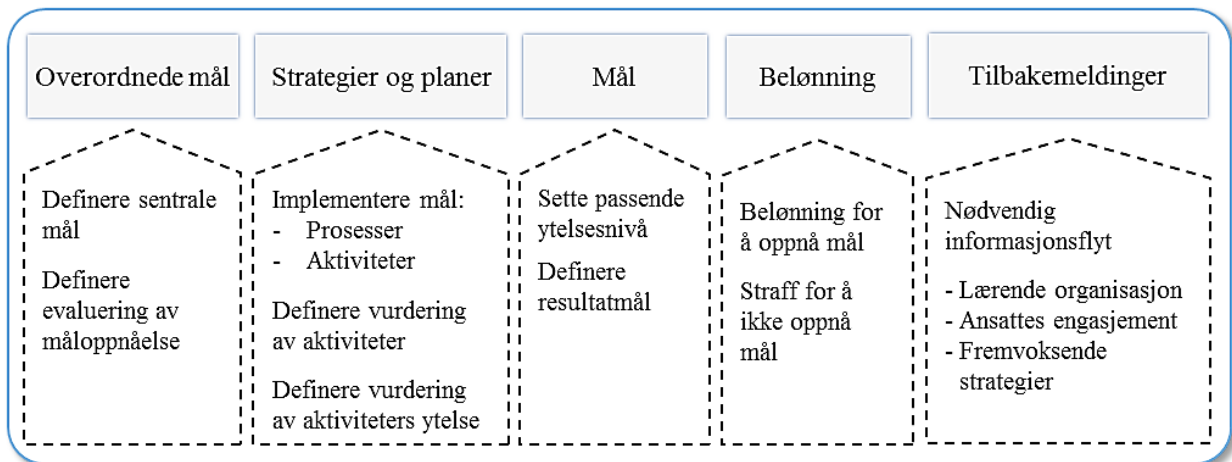 Overordnede mål
Strategier og planer
Mål
Belønning
Tilbakemeldinger
Definere sentrale
mål
Definere
evaluering av
måloppnåelse
Implementere mål:
- Prosesser
- Aktiviteter
Definere vurdering
av aktiviteter
Definere vurdering
av aktiviteters ytelse
Sette passende
ytelsesnivå
Definere
resultatmål
Belønning for
å oppnå mål
Straff for å
ikke oppnå
mål
Nødvendig
informasjonsflyt
- Lærende organisasjon
- Ansattes engasjement
- Fremvoksende
strategier